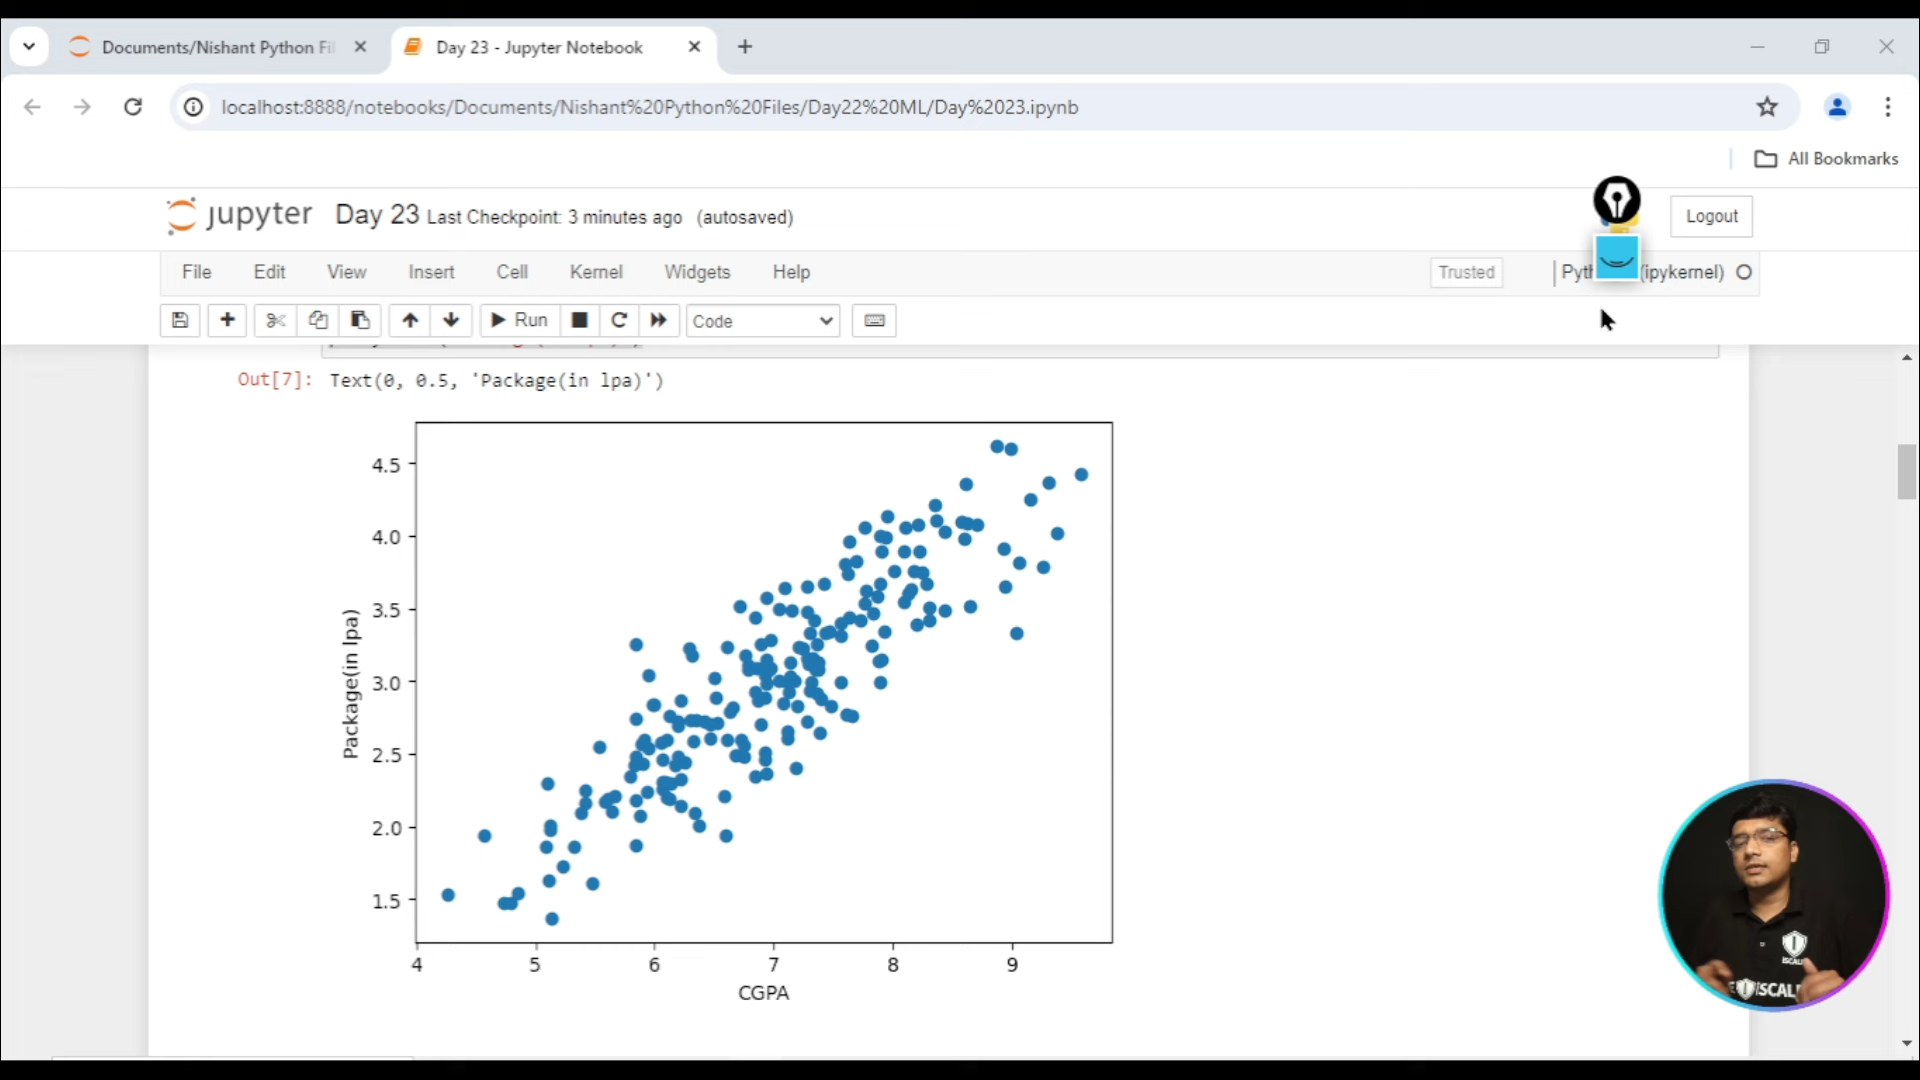 Documents/Nishant Python Fil
Day 23 - Jupyter Notebook
localhost:8888/notebooks/Documents/Nishant%20Python%20Files/Day22%20ML/Day%2023.ipynb
All Bookmarks
jupyter Day 23 Last Checkpoint: 3 minutes ago (autosaved)
Logout
File Edit View Insert Cell Kernel Widgets Help
Trusted
(ipykernel)
Run
Code
Out[7]: Text(0, 0.5, 'Package(in lpa)')
4.5
4.0
3.5
3.0
2.5
2.0
1.5
Package(in lpa)
4 5 6 7 8 9
CGPA